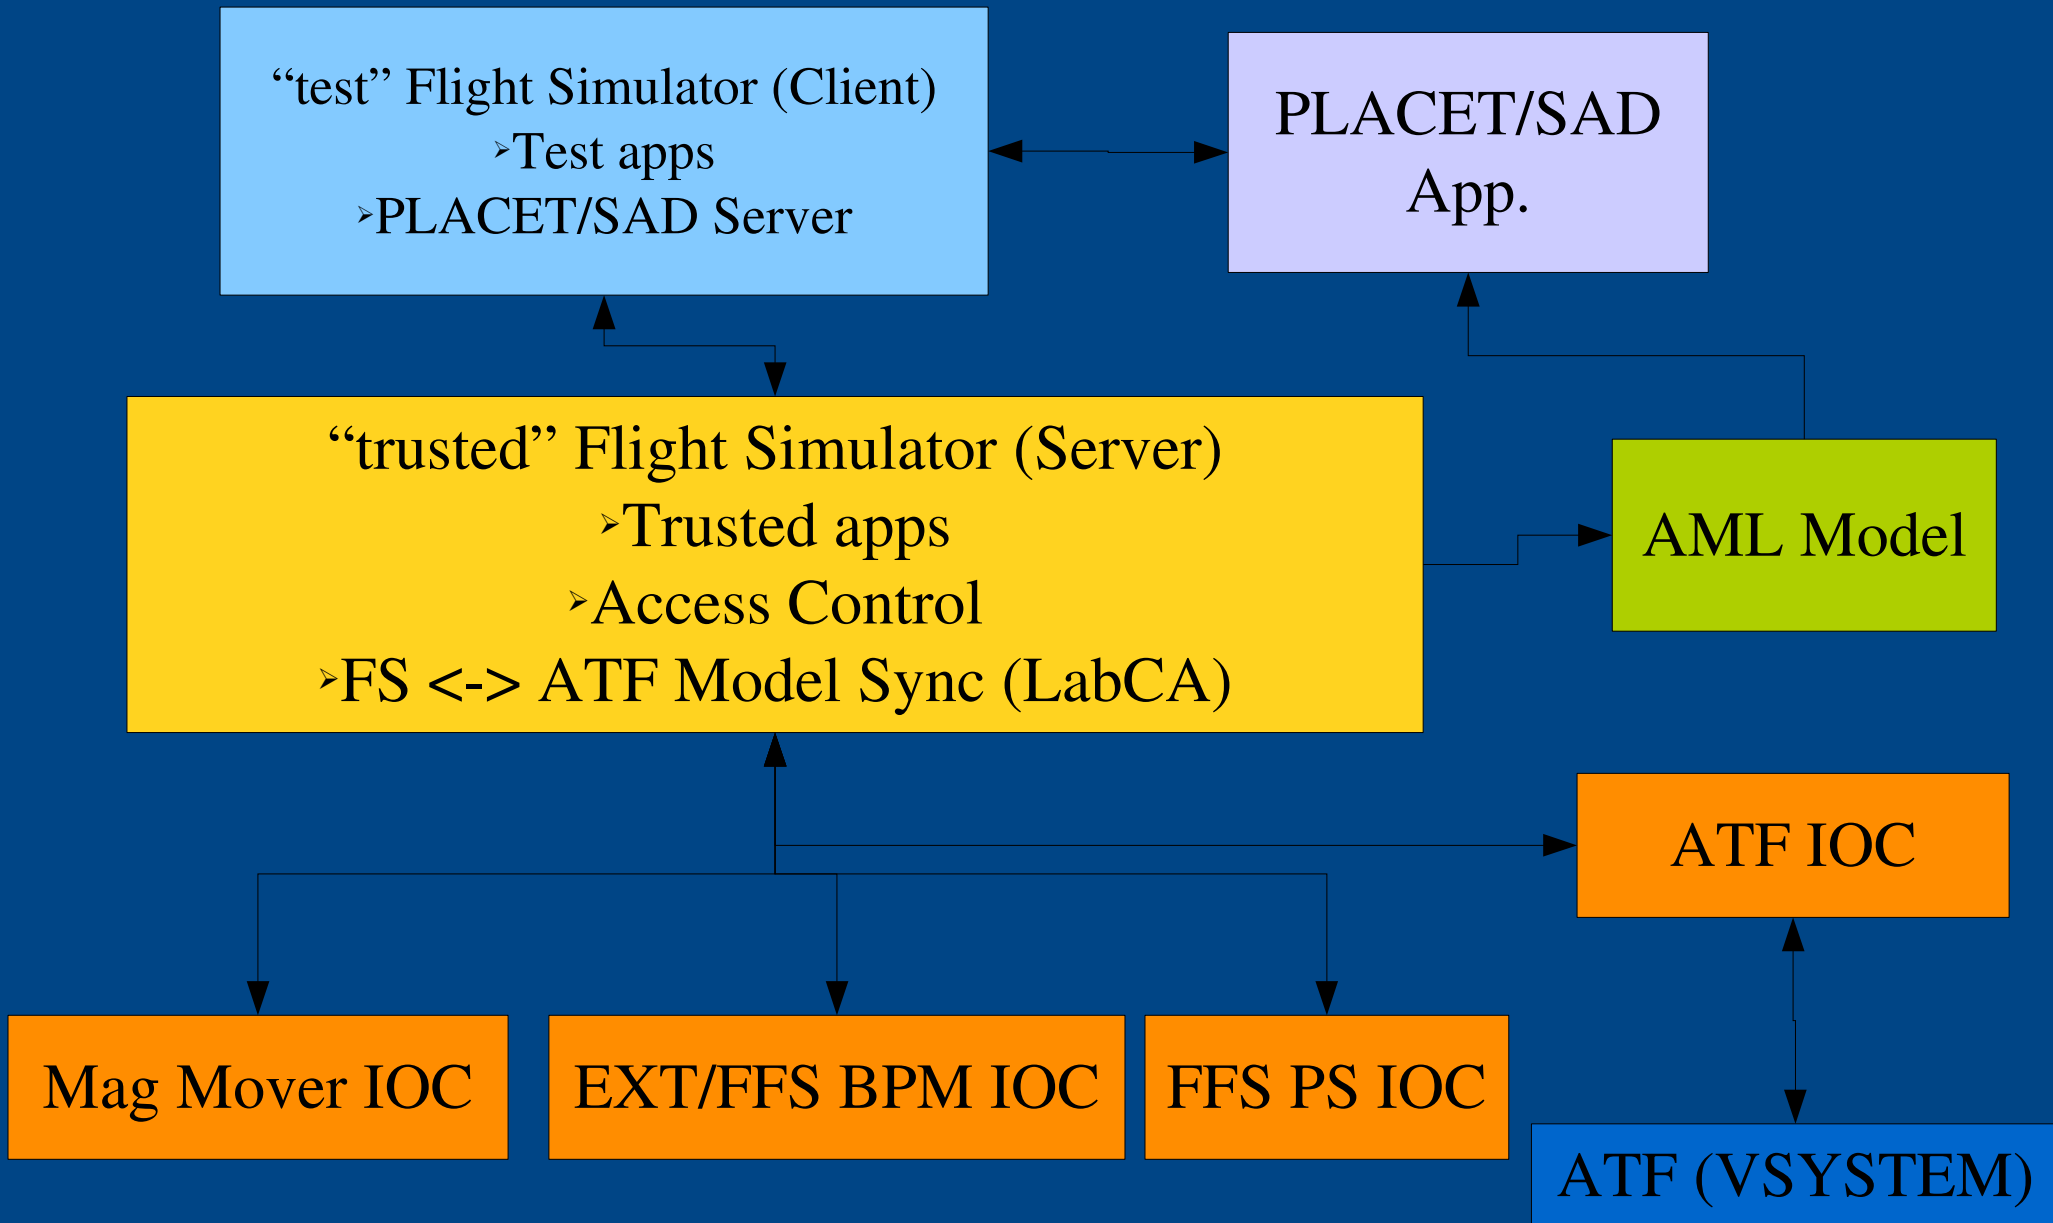 “test” Flight Simulator (Client)
➢Test apps
➢PLACET/SAD Server
PLACET/SAD
App.
“trusted” Flight Simulator (Server)
➢Trusted apps
➢Access Control
➢FS <-> ATF Model Sync (LabCA)
AML Model
ATF IOC
Mag Mover IOC
EXT/FFS BPM IOC
FFS PS IOC
ATF (VSYSTEM)